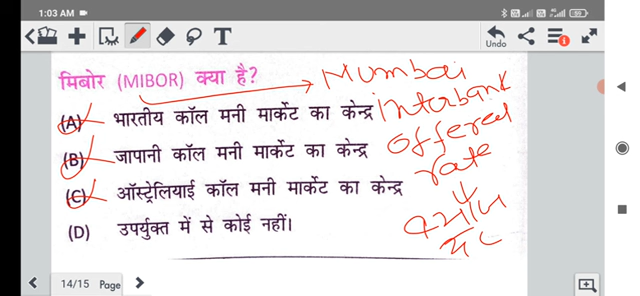 1:03 AM
59
Undo
मिबोर (MIBOR) क्या है?
Mumbai
(A) भारतीय कॉल मनी मार्केट का केन्द्र
interbank
(B) जापानी कॉल मनी मार्केट का केन्द्र
offered
rate
(C) ऑस्ट्रेलियाई कॉल मनी मार्केट का केन्द्र
(D) उपर्युक्त में से कोई नहीं।
14/15 Page